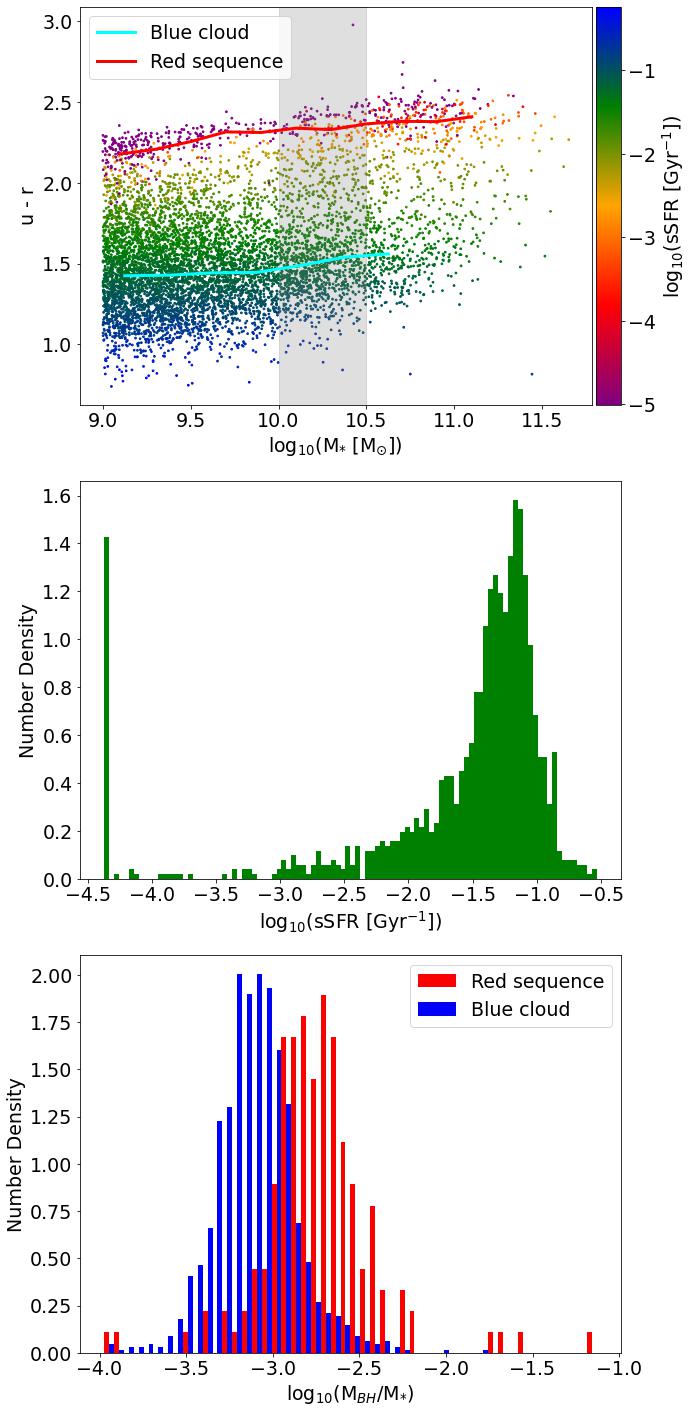 Blue cloud
Red sequence
3.0
2.5
2.0
1.5
1.0
u - r
9.0 9.5 10.0 10.5 11.0 11.5
log₁₀(M* [M⊙])
−1
−2
−3
−4
−5
log₁₀(sSFR [Gyr⁻¹])
1.6
1.4
1.2
1.0
0.8
0.6
0.4
0.2
0.0
Number Density
−4.5 −4.0 −3.5 −3.0 −2.5 −2.0 −1.5 −1.0 −0.5
log₁₀(sSFR [Gyr⁻¹])
Red sequence
Blue cloud
2.00
1.75
1.50
1.25
1.00
0.75
0.50
0.25
0.00
Number Density
−4.0 −3.5 −3.0 −2.5 −2.0 −1.5 −1.0
log₁₀(M_BH/M*)